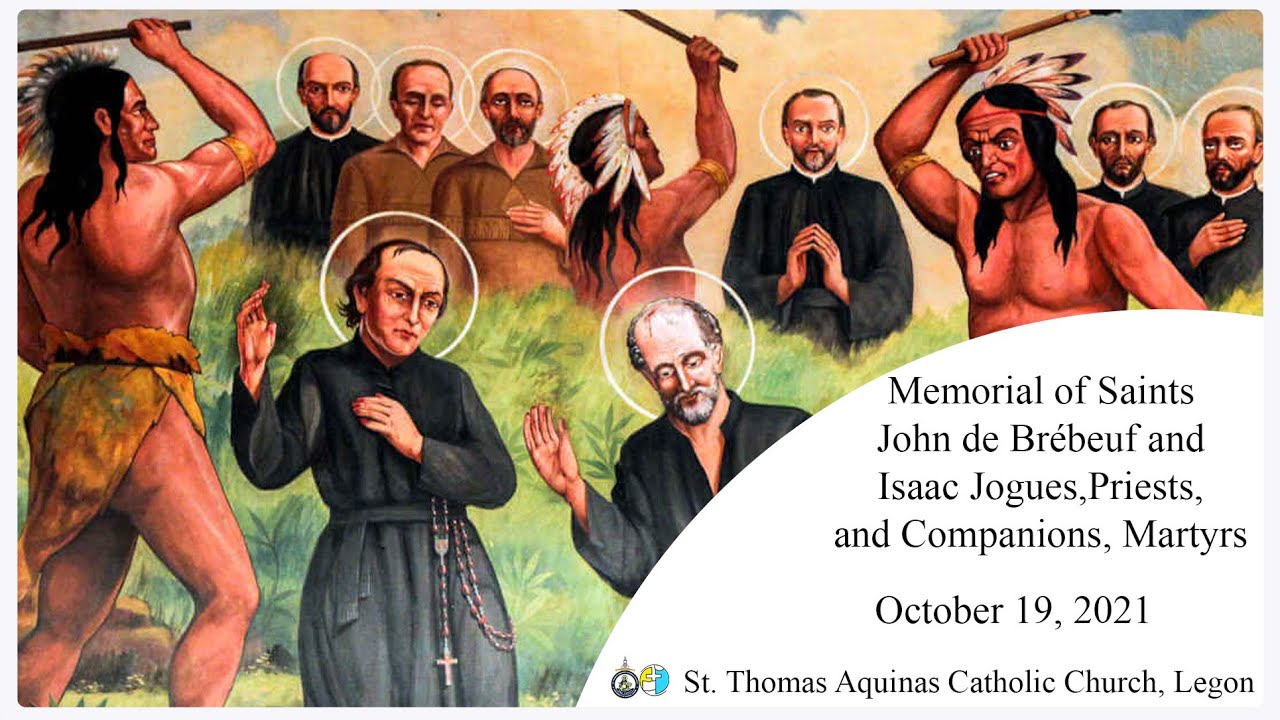 Memorial of Saints
John de Brébeuf and
Isaac Jogues,Priests,
and Companions, Martyrs
October 19, 2021
St. Thomas Aquinas Catholic Church, Legon